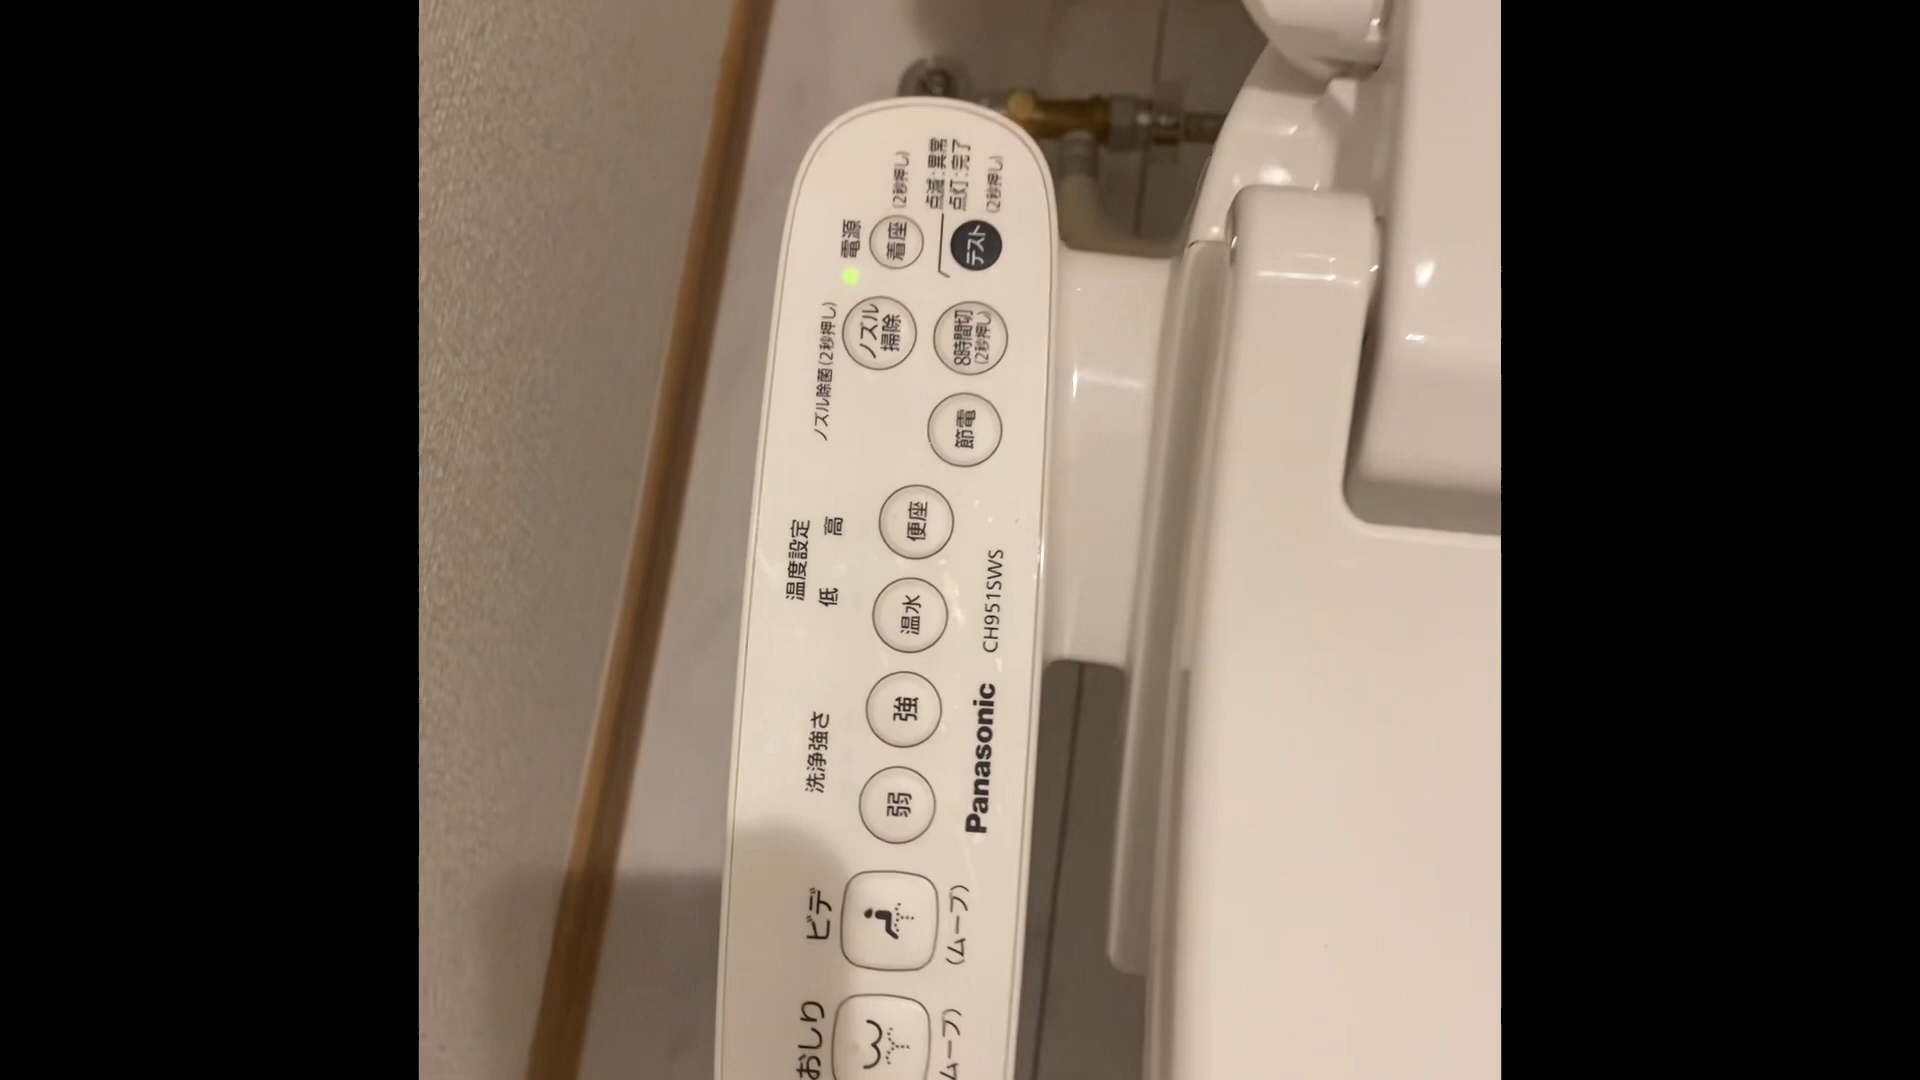 おしり
ムーブ)
ビデ
(ムーブ)
洗浄強さ
弱
強
Panasonic CH951SWS
温度設定
低 高
温水
便座
節電
ノズル除菌(2秒押し)
ノズル
掃除
8時間切
(2秒押し)
電源
着座
(2秒押し)
点滅:異常
点灯:完了
テスト
(2秒押し)